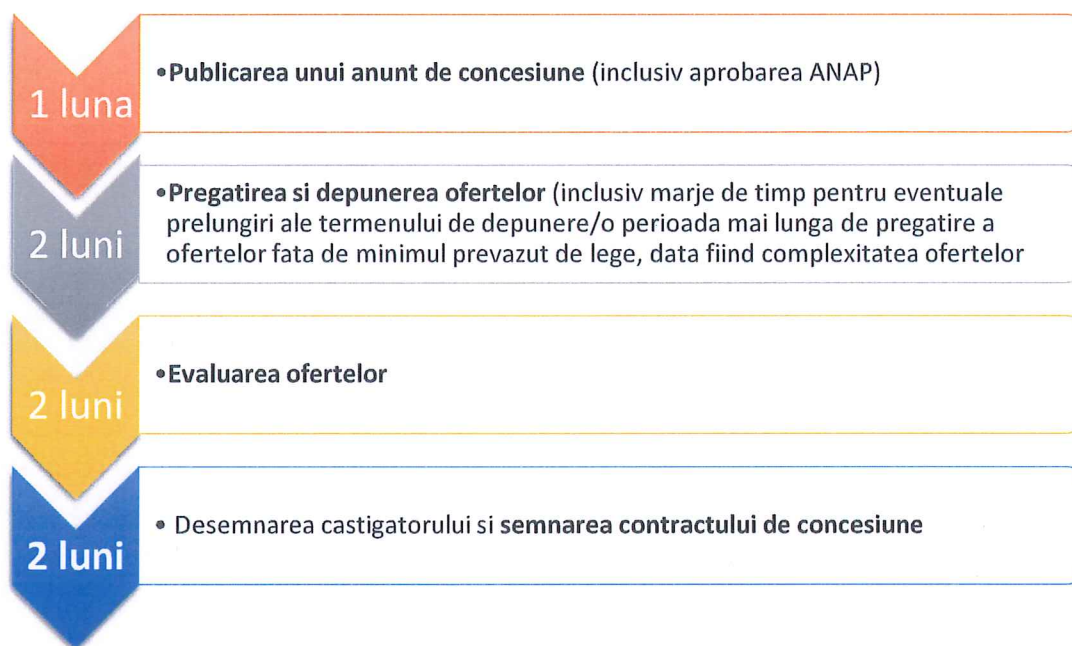 1 luna
•Publicarea unui anunt de concesiune (inclusiv aprobarea ANAP)
2 luni
•Pregatirea si depunerea ofertelor (inclusiv marje de timp pentru eventuale
prelungiri ale termenului de depunere/o perioada mai lunga de pregatire a
ofertelor fata de minimul prevazut de lege, data fiind complexitatea ofertelor
2 luni
•Evaluarea ofertelor
2 luni
• Desemnarea castigatorului si semnarea contractului de concesiune